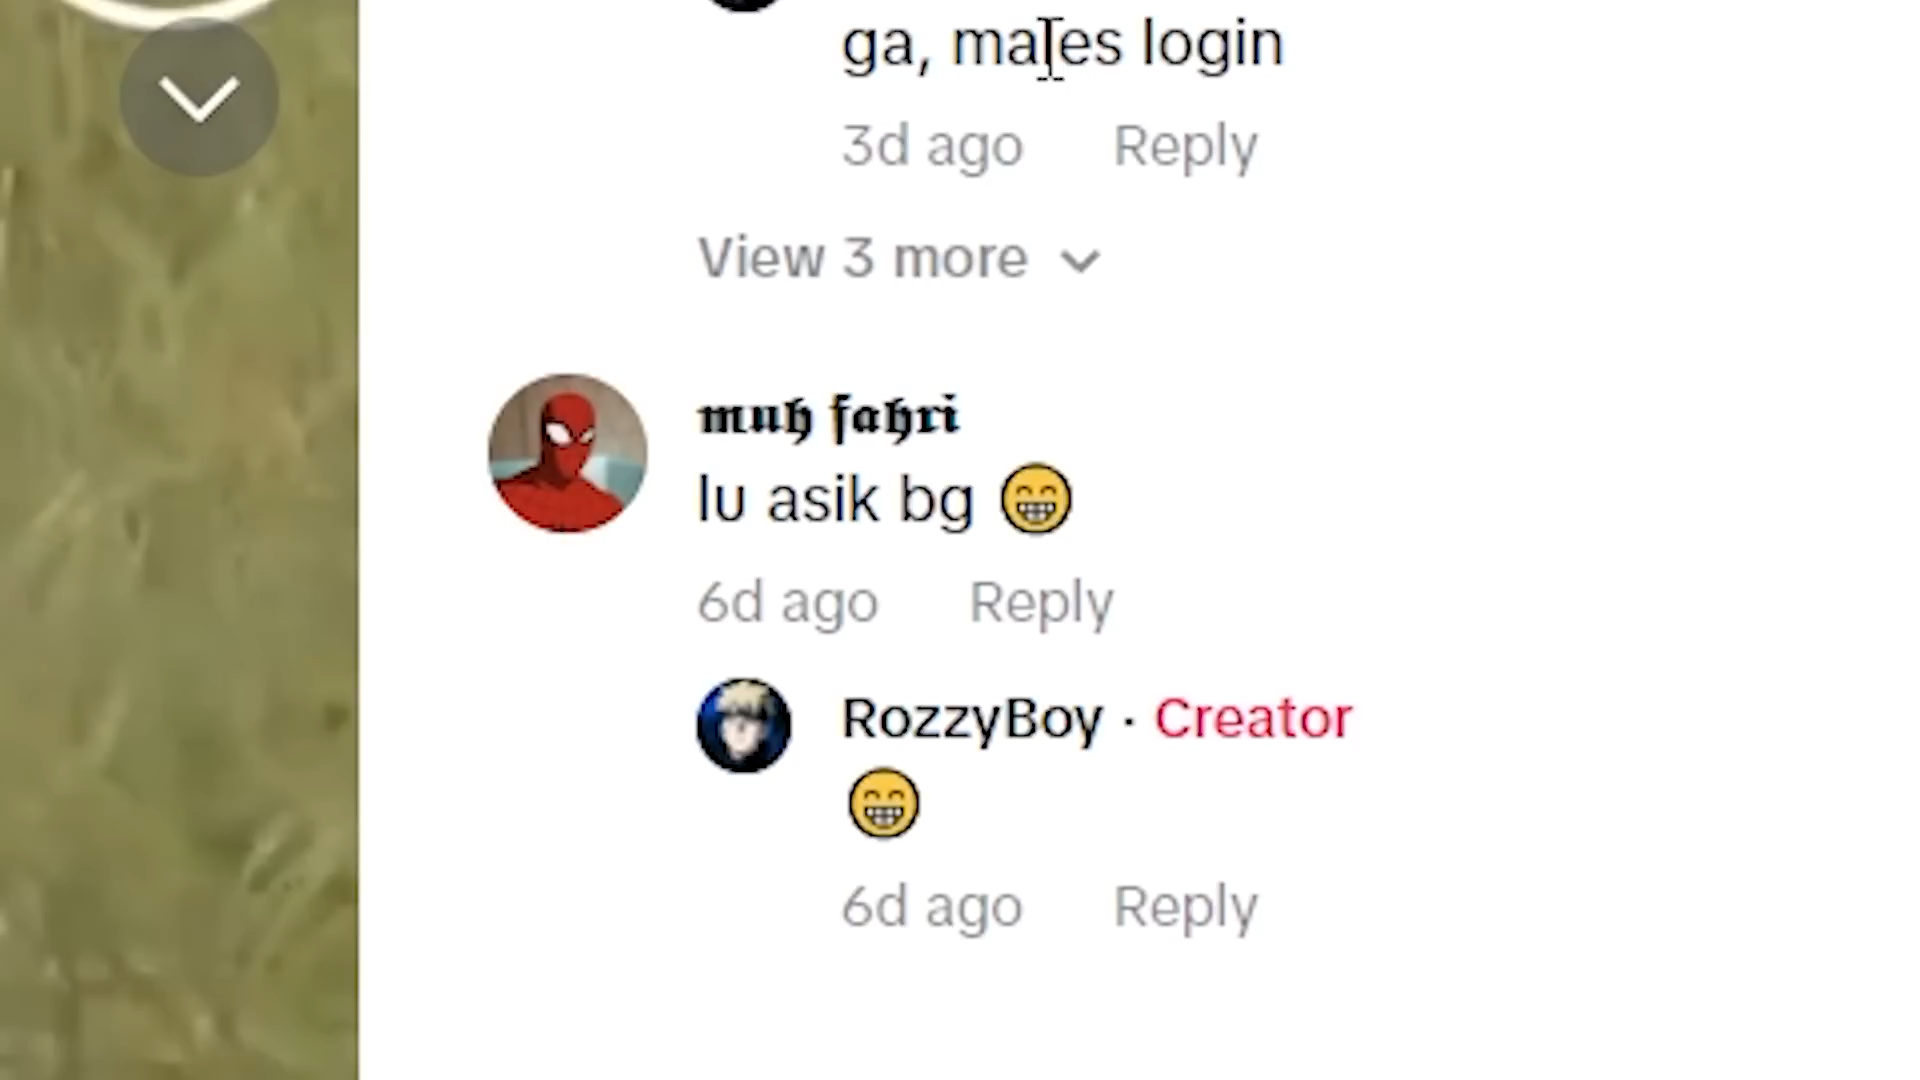 ga, males login
3d ago Reply
View 3 more
muh fahri
lu asik bg 😁
6d ago Reply
RozzyBoy · Creator
😁
6d ago Reply